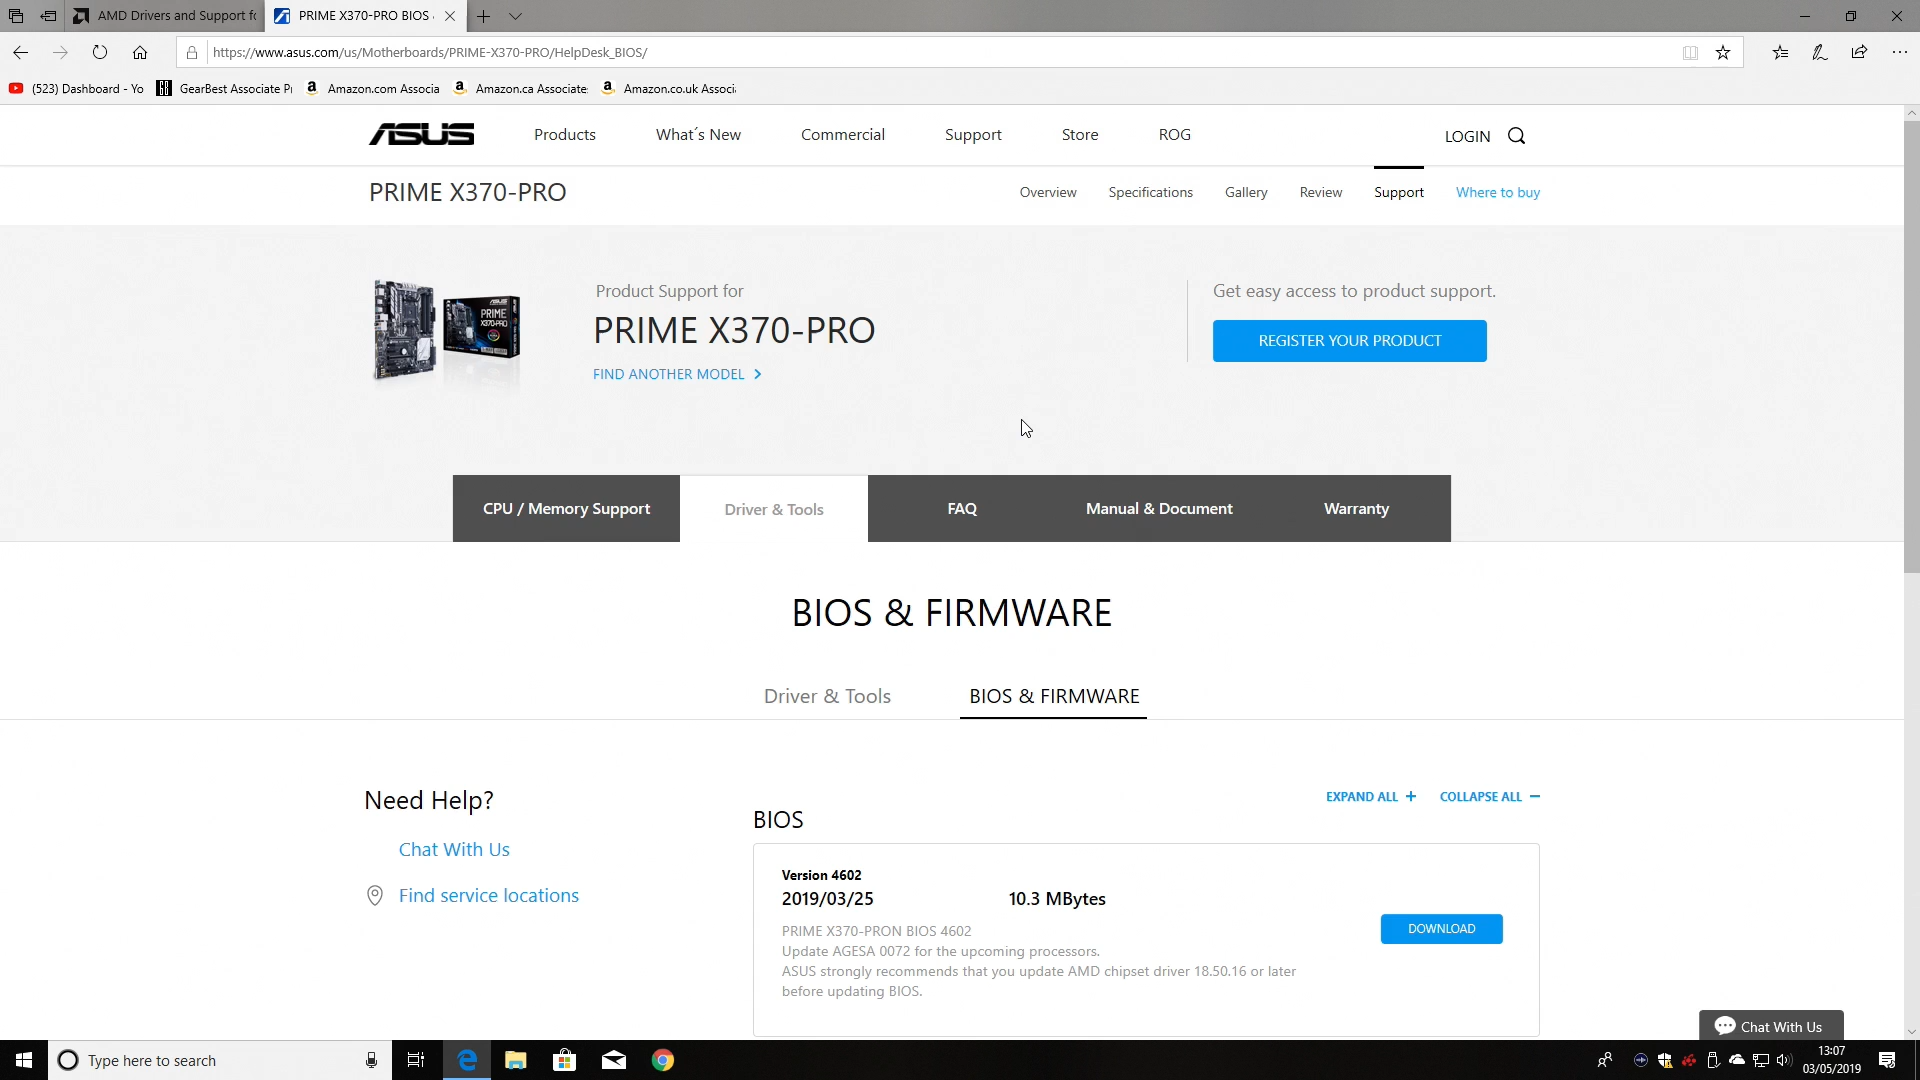 AMD Drivers and Support fo
PRIME X370-PRO BIOS
https://www.asus.com/us/Motherboards/PRIME-X370-PRO/HelpDesk_BIOS/
(523) Dashboard - Yo
GearBest Associate P
Amazon.com Associa
Amazon.ca Associate
Amazon.co.uk Associ
ASUS
Products
What´s New
Commercial
Support
Store
ROG
LOGIN
PRIME X370-PRO
Overview
Specifications
Gallery
Review
Support
Where to buy
ASUS
PRIME
X370-PRO
Product Support for
PRIME X370-PRO
FIND ANOTHER MODEL
Get easy access to product support.
REGISTER YOUR PRODUCT
CPU / Memory Support
Driver & Tools
FAQ
Manual & Document
Warranty
BIOS & FIRMWARE
Driver & Tools
BIOS & FIRMWARE
Need Help?
Chat With Us
Find service locations
EXPAND ALL +
COLLAPSE ALL −
BIOS
Version 4602
2019/03/25
10.3 MBytes
PRIME X370-PRON BIOS 4602
Update AGESA 0072 for the upcoming processors.
ASUS strongly recommends that you update AMD chipset driver 18.50.16 or later
before updating BIOS.
DOWNLOAD
Chat With Us
Type here to search
13:07
03/05/2019